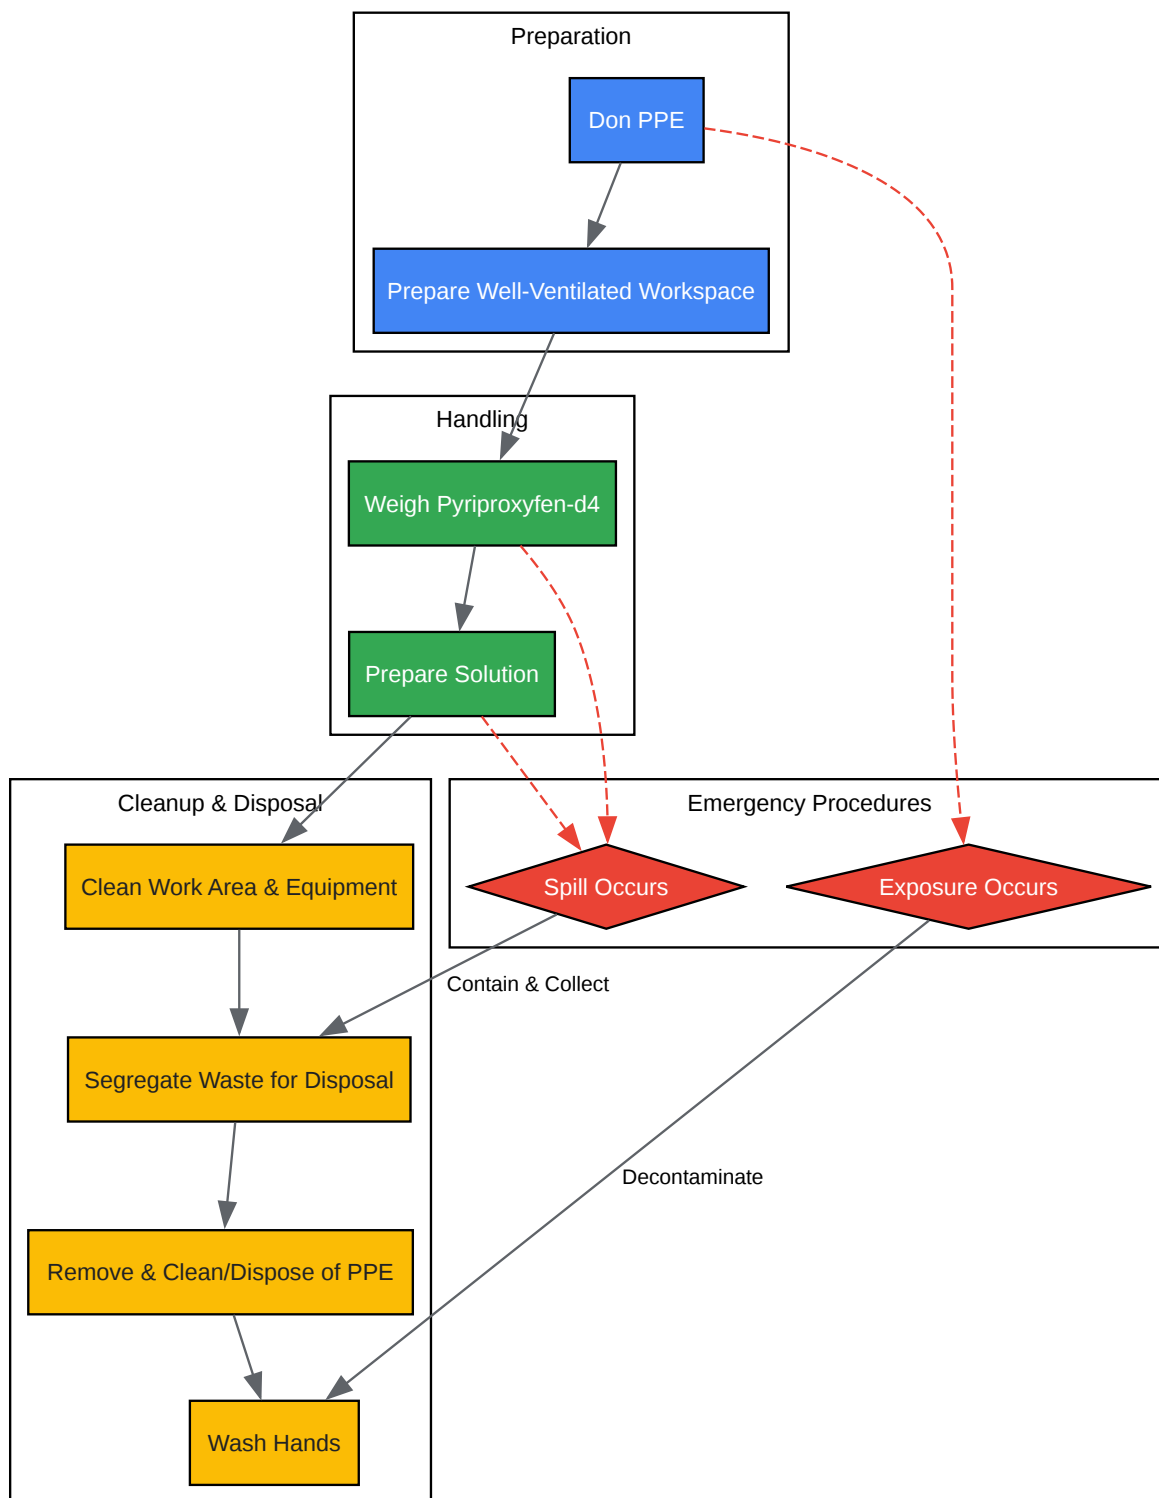 Preparation
Don PPE
Prepare Well-Ventilated Workspace
Handling
Weigh Pyriproxyfen-d4
Prepare Solution
Cleanup & Disposal
Emergency Procedures
Clean Work Area & Equipment
Spill Occurs
Exposure Occurs
Contain & Collect
Segregate Waste for Disposal
Decontaminate
Remove & Clean/Dispose of PPE
Wash Hands